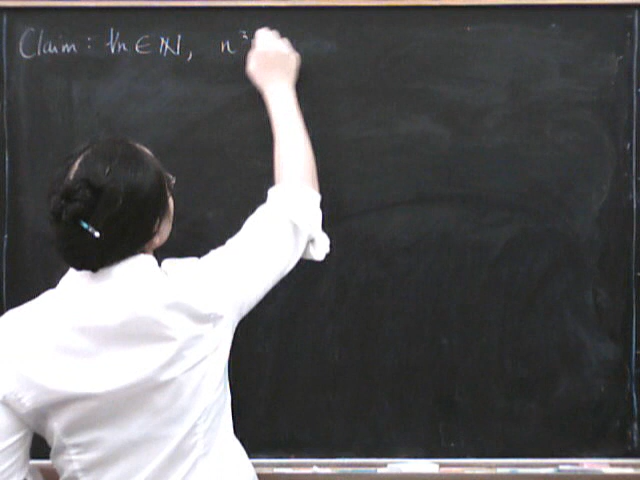 Claim: ∀n ∈ ℕ, n³